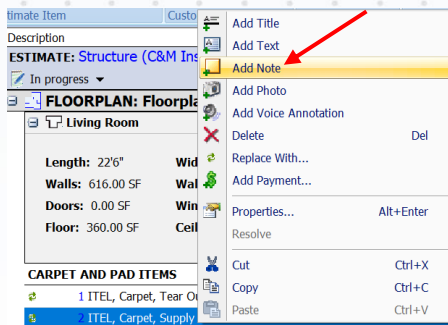 timate Item Custo
Description
ESTIMATE: Structure (C&M Ins
In progress
FLOORPLAN: Floorpla
Living Room
Length: 22'6" Wid
Walls: 616.00 SF Wal
Doors: 0.00 SF Win
Floor: 360.00 SF Ceil
CARPET AND PAD ITEMS
1 ITEL, Carpet, Tear Ou
2 ITEL, Carpet, Supply
Add Title
Add Text
Add Note
Add Photo
Add Voice Annotation
Delete Del
Replace With...
Add Payment...
Properties... Alt+Enter
Resolve
Cut Ctrl+X
Copy Ctrl+C
Paste Ctrl+V